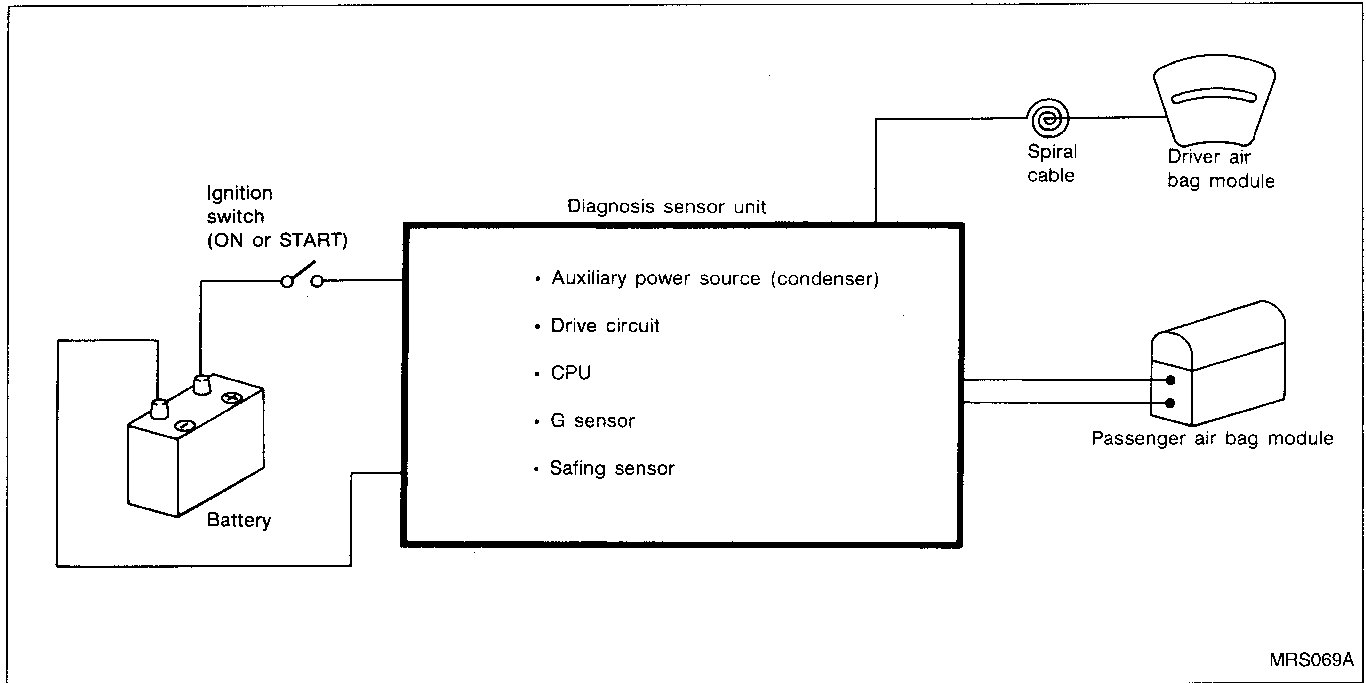 Spiral
cable
Driver air
bag module
Ignition
switch
(ON or START)
Diagnosis sensor unit
• Auxiliary power source (condenser)
• Drive circuit
• CPU
• G sensor
• Safing sensor
Passenger air bag module
Battery
MRS069A